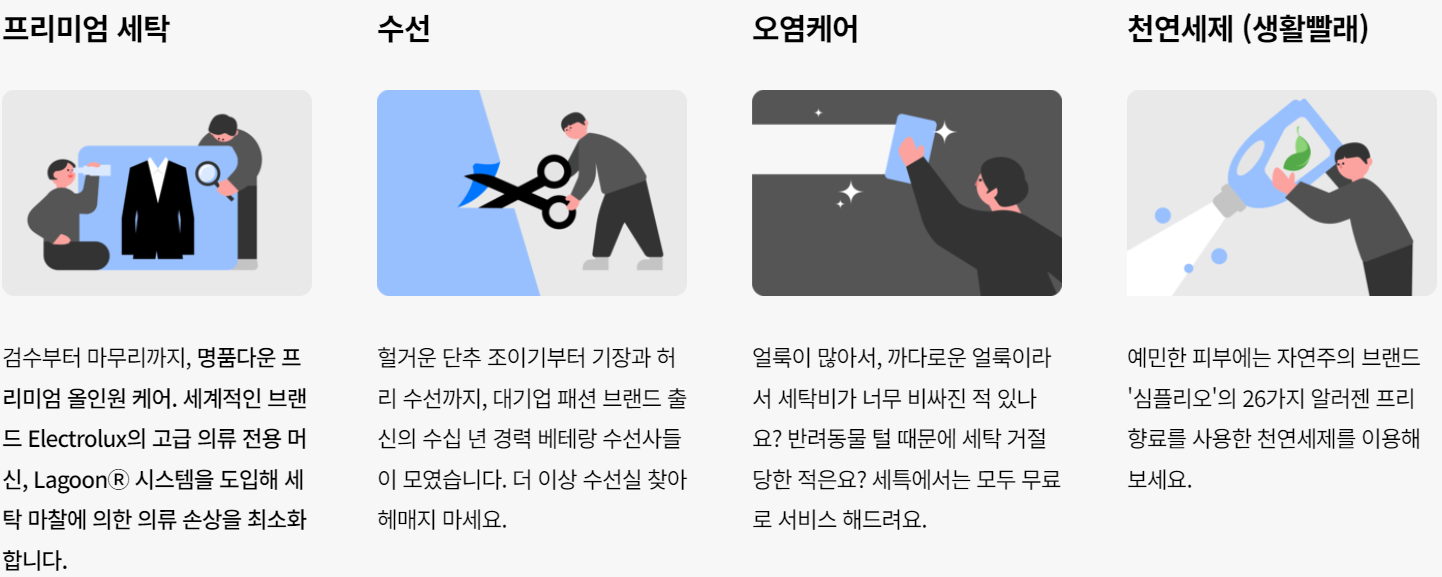 프리미엄 세탁
검수부터 마무리까지, 명품다운 프
리미엄 올인원 케어. 세계적인 브랜
드 Electrolux의 고급 의류 전용 머
신, Lagoon® 시스템을 도입해 세
탁 마찰에 의한 의류 손상을 최소화
합니다.
수선
헐거운 단추 조이기부터 기장과 허
리 수선까지, 대기업 패션 브랜드 출
신의 수십 년 경력 베테랑 수선사들
이 모였습니다. 더 이상 수선실 찾아
헤매지 마세요.
오염케어
얼룩이 많아서, 까다로운 얼룩이라
서 세탁비가 너무 비싸진 적 있나
요? 반려동물 털 때문에 세탁 거절
당한 적은요? 세특에서는 모두 무료
로 서비스 해드려요.
천연세제 (생활빨래)
예민한 피부에는 자연주의 브랜드
'심플리오'의 26가지 알러젠 프리
향료를 사용한 천연세제를 이용해
보세요.